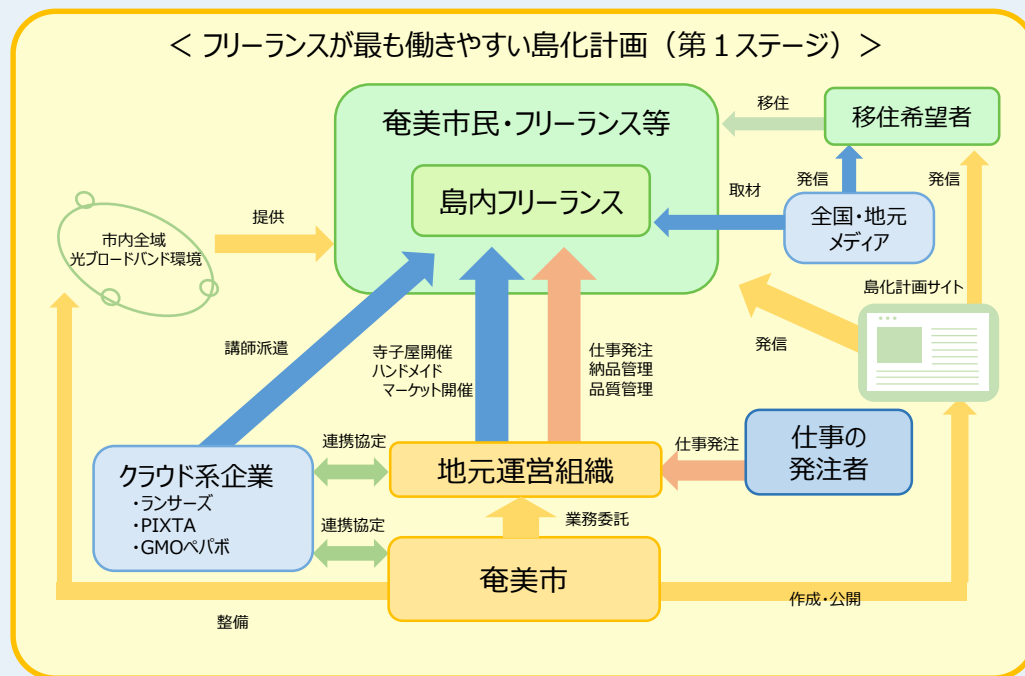 ＜ フリーランスが最も働きやすい島化計画（第１ステージ）＞
奄美市民・フリーランス等
移住
移住希望者
島内フリーランス
取材
発信
発信
全国・地元
メディア
市内全域
光ブロードバンド環境
提供
島化計画サイト
講師派遣
寺子屋開催
ハンドメイド
マーケット開催
仕事発注
納品管理
品質管理
発信
クラウド系企業
・ランサーズ
・PIXTA
・GMOペパボ
連携協定
地元運営組織
仕事発注
仕事の
発注者
連携協定
業務委託
奄美市
整備
作成・公開